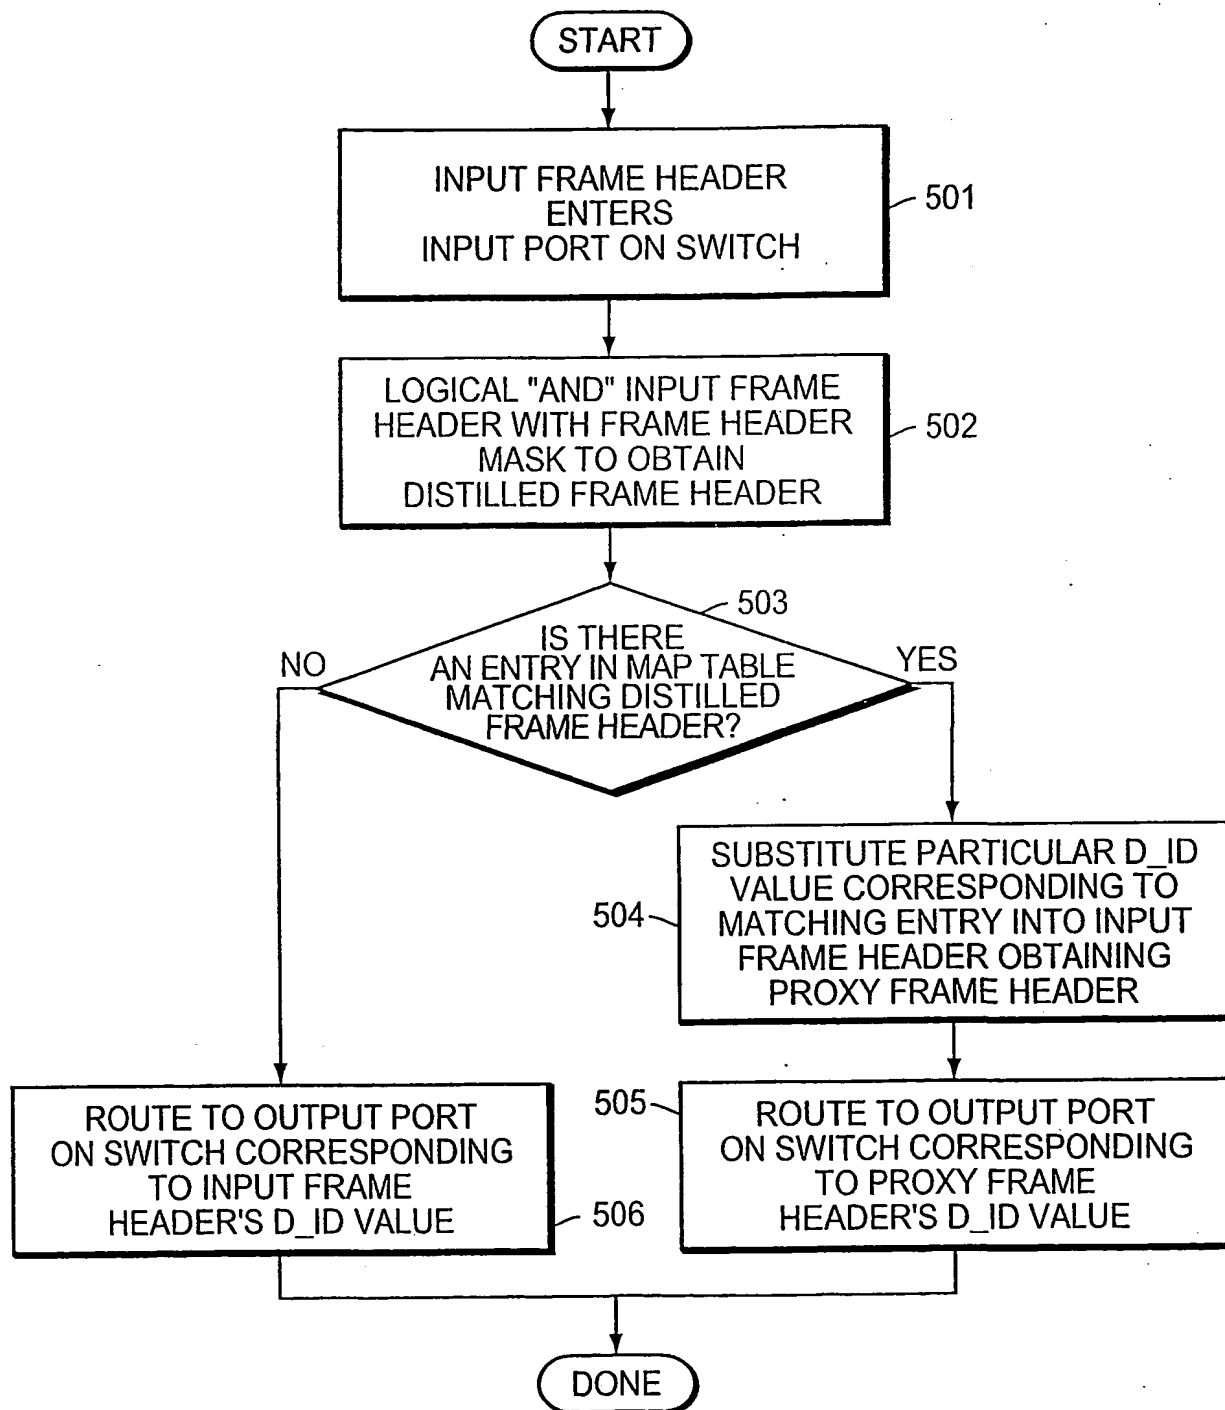 START
INPUT FRAME HEADER
ENTERS
INPUT PORT ON SWITCH
501
LOGICAL "AND" INPUT FRAME
HEADER WITH FRAME HEADER
MASK TO OBTAIN
DISTILLED FRAME HEADER
502
503
IS THERE
AN ENTRY IN MAP TABLE
MATCHING DISTILLED
FRAME HEADER?
NO
YES
SUBSTITUTE PARTICULAR D_ID
VALUE CORRESPONDING TO
MATCHING ENTRY INTO INPUT
FRAME HEADER OBTAINING
PROXY FRAME HEADER
504
ROUTE TO OUTPUT PORT
ON SWITCH CORRESPONDING
TO INPUT FRAME
HEADER'S D_ID VALUE
506
505
ROUTE TO OUTPUT PORT
ON SWITCH CORRESPONDING
TO PROXY FRAME
HEADER'S D_ID VALUE
DONE